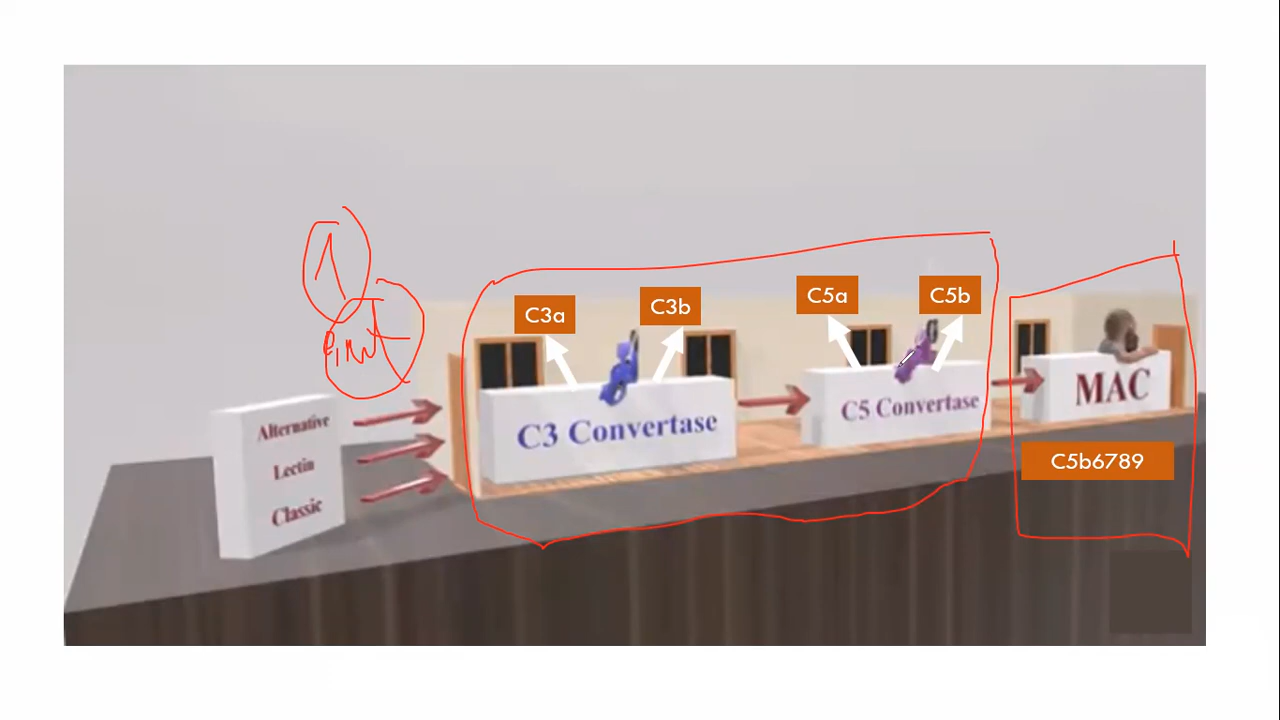 C3a
C3b
C5a
C5b
Alternative
Lectin
Classic
C3 Convertase
C5 Convertase
MAC
C5b6789